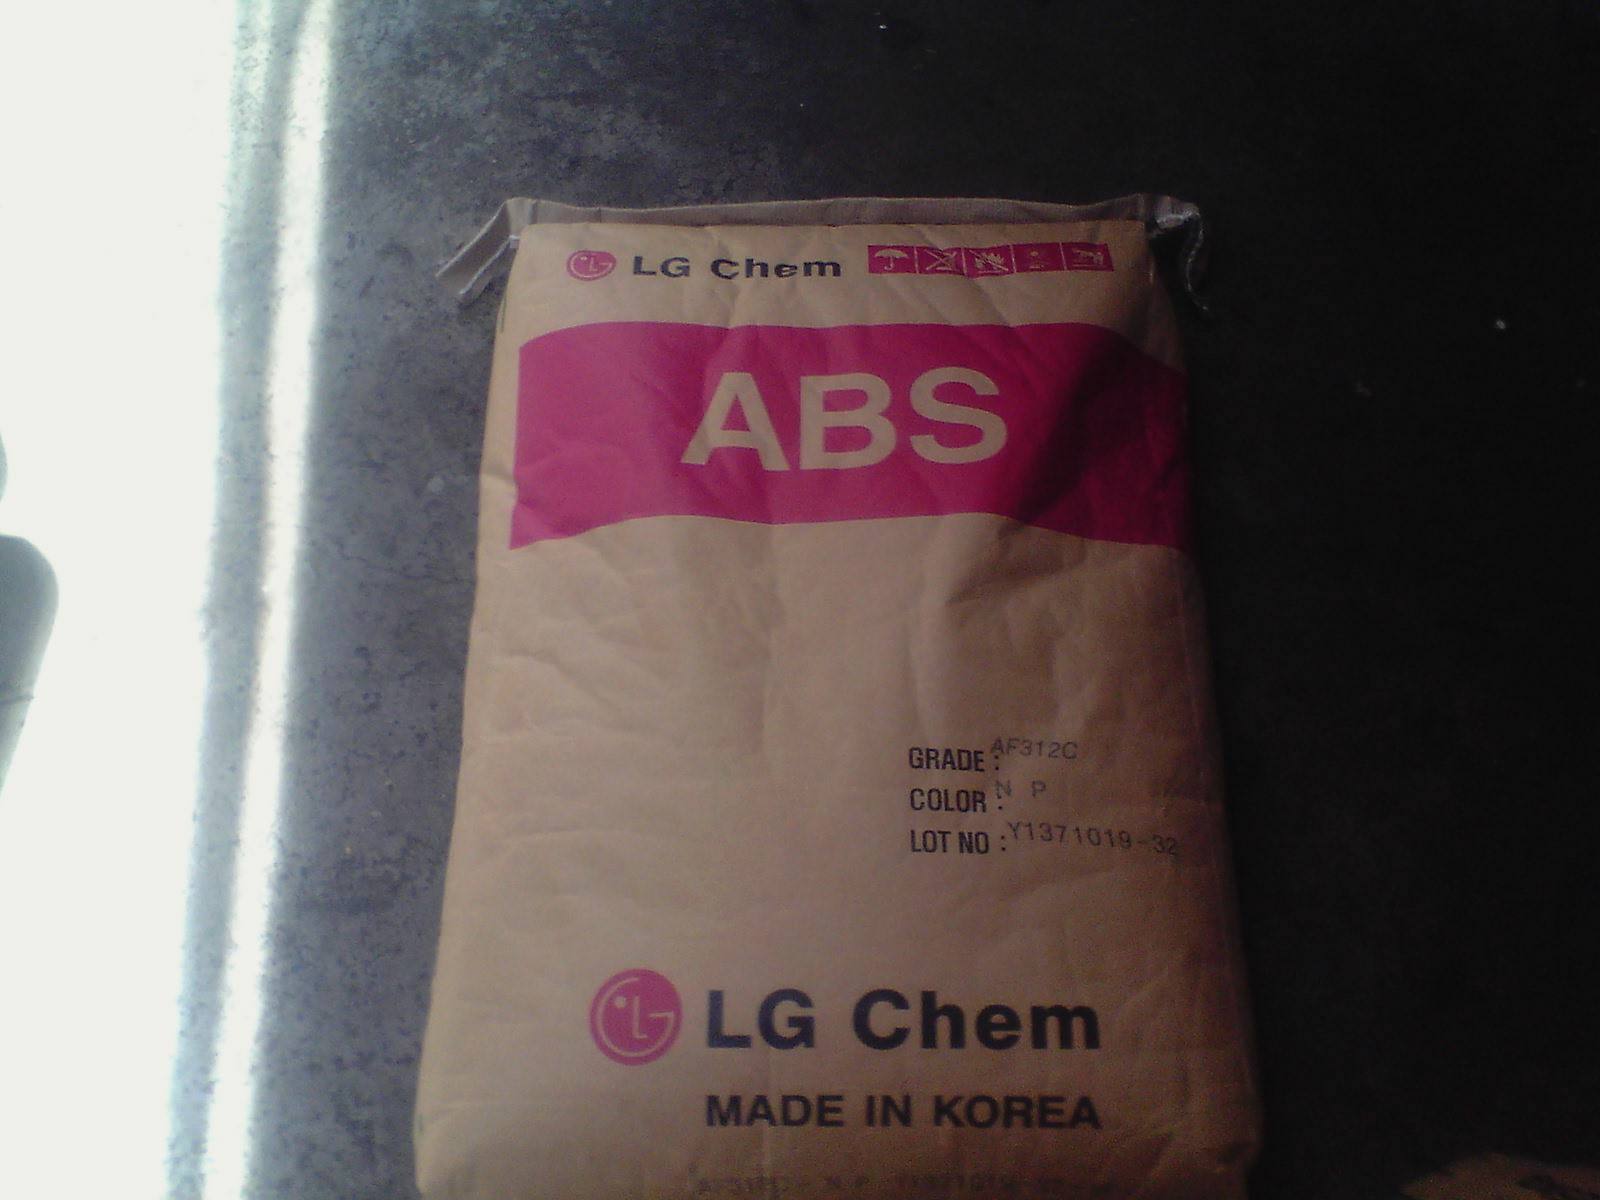 LG Chem
ABS
GRADE : AF312C
COLOR : N P
LOT NO : Y1371019-32
LG Chem
MADE IN KOREA